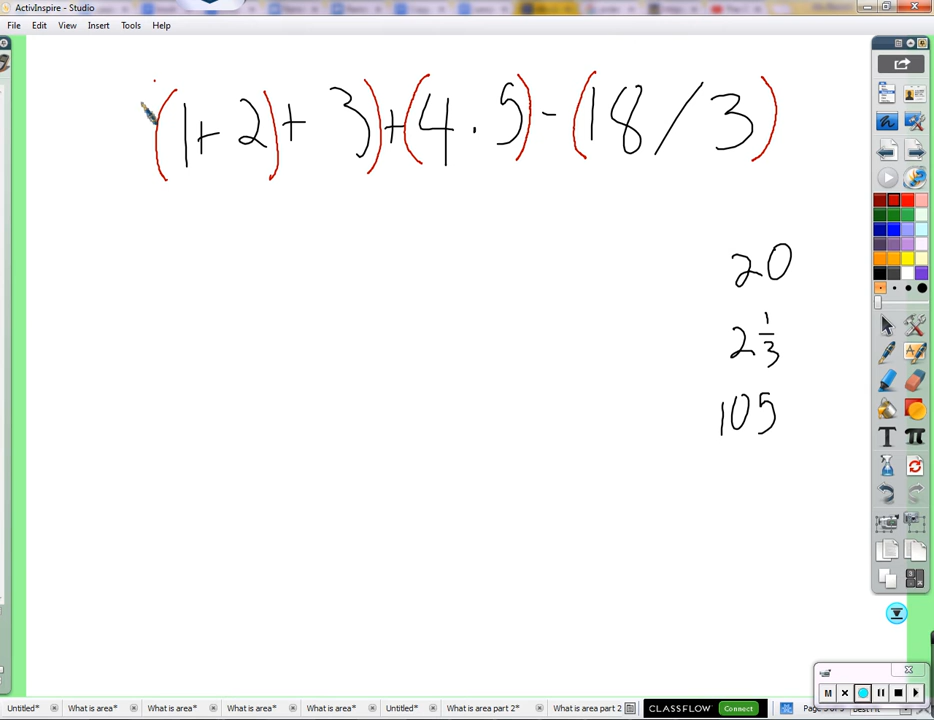 ActivInspire - Studio
File Edit View Insert Tools Help
(1+2)+3)+(4·5)-(18/3)
20
2 1/3
105
T π
M
Untitled* What is area* What is area* What is area* What is area* Untitled* What is area part 2* What is area part 2 CLASSFLOW Connect